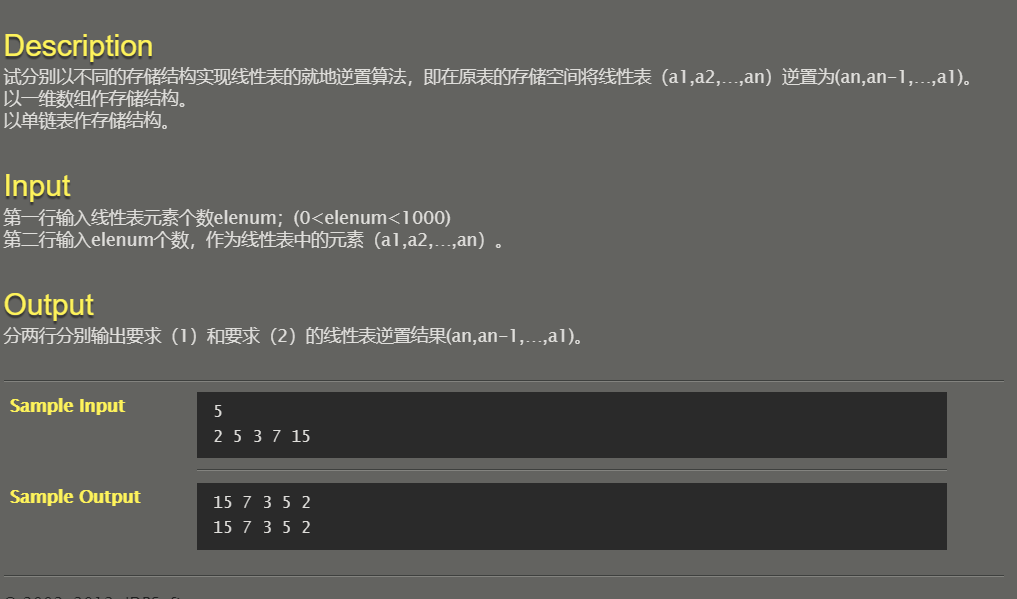 Description
试分别以不同的存储结构实现线性表的就地逆置算法，即在原表的存储空间将线性表（a1,a2,…,an）逆置为(an,an-1,…,a1)。
以一维数组作存储结构。
以单链表作存储结构。
Input
第一行输入线性表元素个数elenum；(0<elenum<1000)
第二行输入elenum个数，作为线性表中的元素（a1,a2,…,an）。
Output
分两行分别输出要求（1）和要求（2）的线性表逆置结果(an,an-1,…,a1)。
Sample Input
5
2 5 3 7 15
Sample Output
15 7 3 5 2
15 7 3 5 2